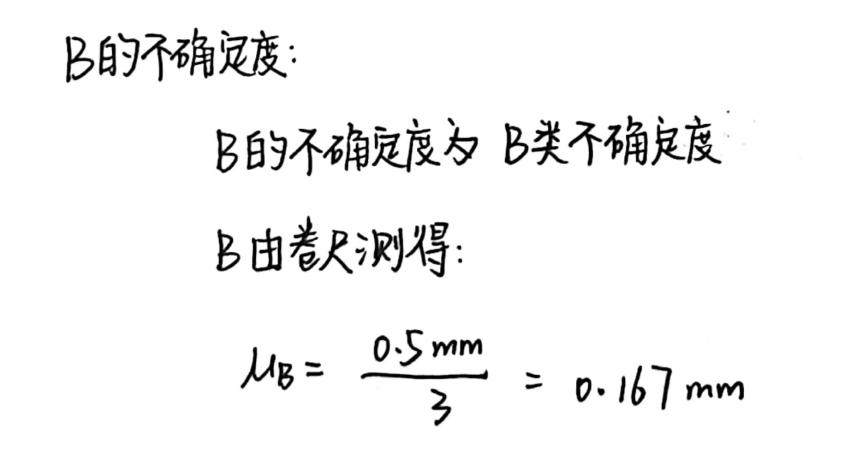 B的不确定度:
B的不确定度为 B类不确定度
B由卷尺测得:
μB = 0.5mm / 3 = 0.167mm